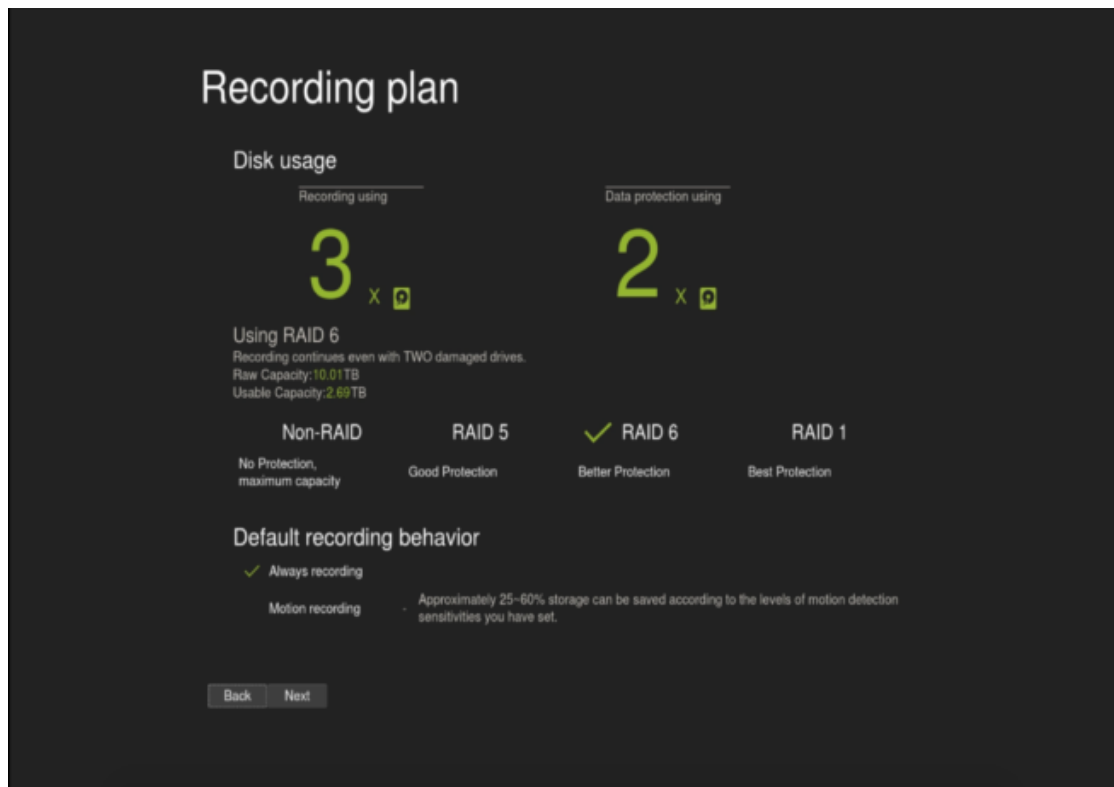 Recording plan
Disk usage
Recording using
Data protection using
3 x
2 x
Using RAID 6
Recording continues even with TWO damaged drives.
Raw Capacity:10.01TB
Usable Capacity:2.69TB
Non-RAID
RAID 5
RAID 6
RAID 1
No Protection,
maximum capacity
Good Protection
Better Protection
Best Protection
Default recording behavior
Always recording
Motion recording
- Approximately 25~60% storage can be saved according to the levels of motion detection
sensitivities you have set.
Back
Next